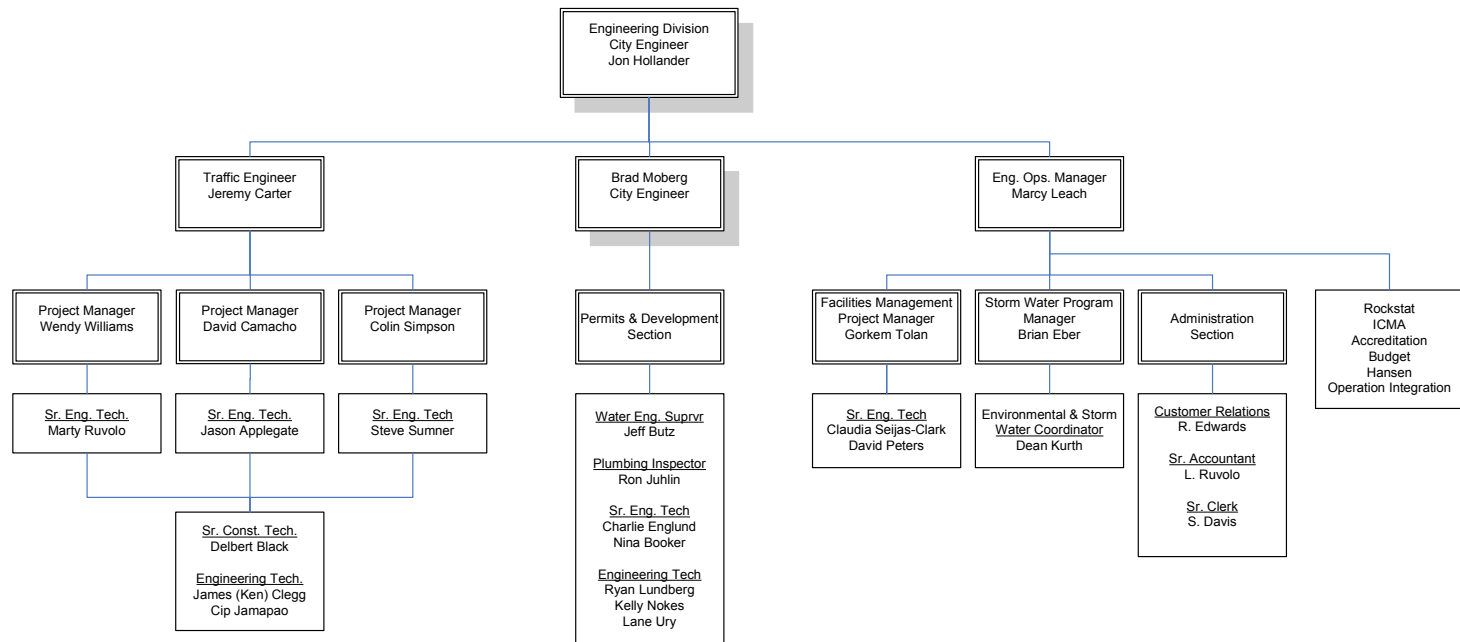 Engineering Division
City Engineer
Jon Hollander
Traffic Engineer
Jeremy Carter
Brad Moberg
City Engineer
Eng. Ops. Manager
Marcy Leach
Project Manager
Wendy Williams
Project Manager
David Camacho
Project Manager
Colin Simpson
Permits & Development
Section
Facilities Management
Project Manager
Gorkem Tolan
Storm Water Program
Manager
Brian Eber
Administration
Section
Rockstat
ICMA
Accreditation
Budget
Hansen
Operation Integration
Sr. Eng. Tech.
Marty Ruvolo
Sr. Eng. Tech.
Jason Applegate
Sr. Eng. Tech
Steve Sumner
Water Eng. Suprvr
Jeff Butz
Plumbing Inspector
Ron Juhlin
Sr. Eng. Tech
Charlie Englund
Nina Booker
Engineering Tech
Ryan Lundberg
Kelly Nokes
Lane Ury
Sr. Eng. Tech
Claudia Seijas-Clark
David Peters
Environmental & Storm
Water Coordinator
Dean Kurth
Customer Relations
R. Edwards
Sr. Accountant
L. Ruvolo
Sr. Clerk
S. Davis
Sr. Const. Tech.
Delbert Black
Engineering Tech.
James (Ken) Clegg
Cip Jamapao